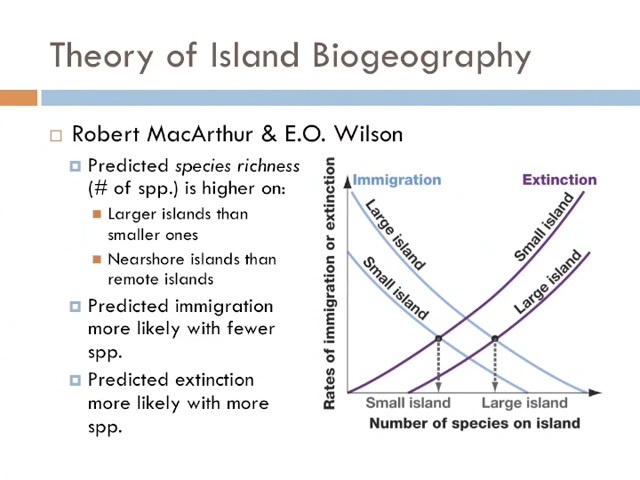 Theory of Island Biogeography
Robert MacArthur & E.O. Wilson
Predicted species richness
(# of spp.) is higher on:
Larger islands than
smaller ones
Nearshore islands than
remote islands
Predicted immigration
more likely with fewer
spp.
Predicted extinction
more likely with more
spp.
Rates of immigration or extinction
Immigration
Extinction
Large island
Small island
Small island
Large island
Small island
Large island
Number of species on island